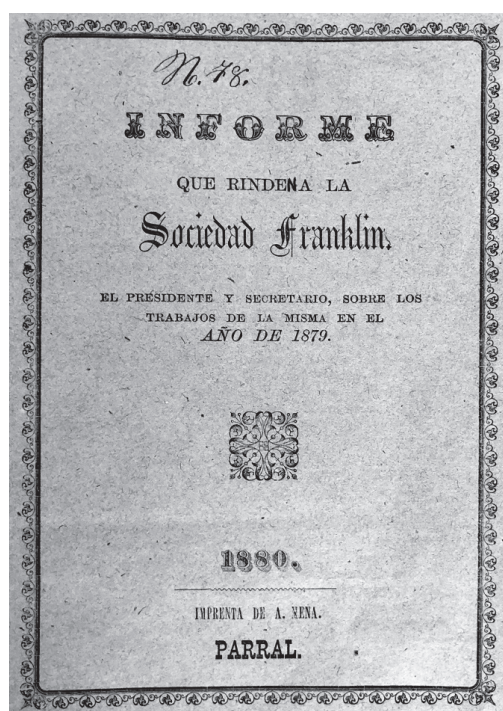 N. 78.
INFORME
QUE RINDEN A LA
Sociedad Franklin.
EL PRESIDENTE Y SECRETARIO, SOBRE LOS
TRABAJOS DE LA MISMA EN EL
AÑO DE 1879.
1880.
IMPRENTA DE A. MENA.
PARRAL.